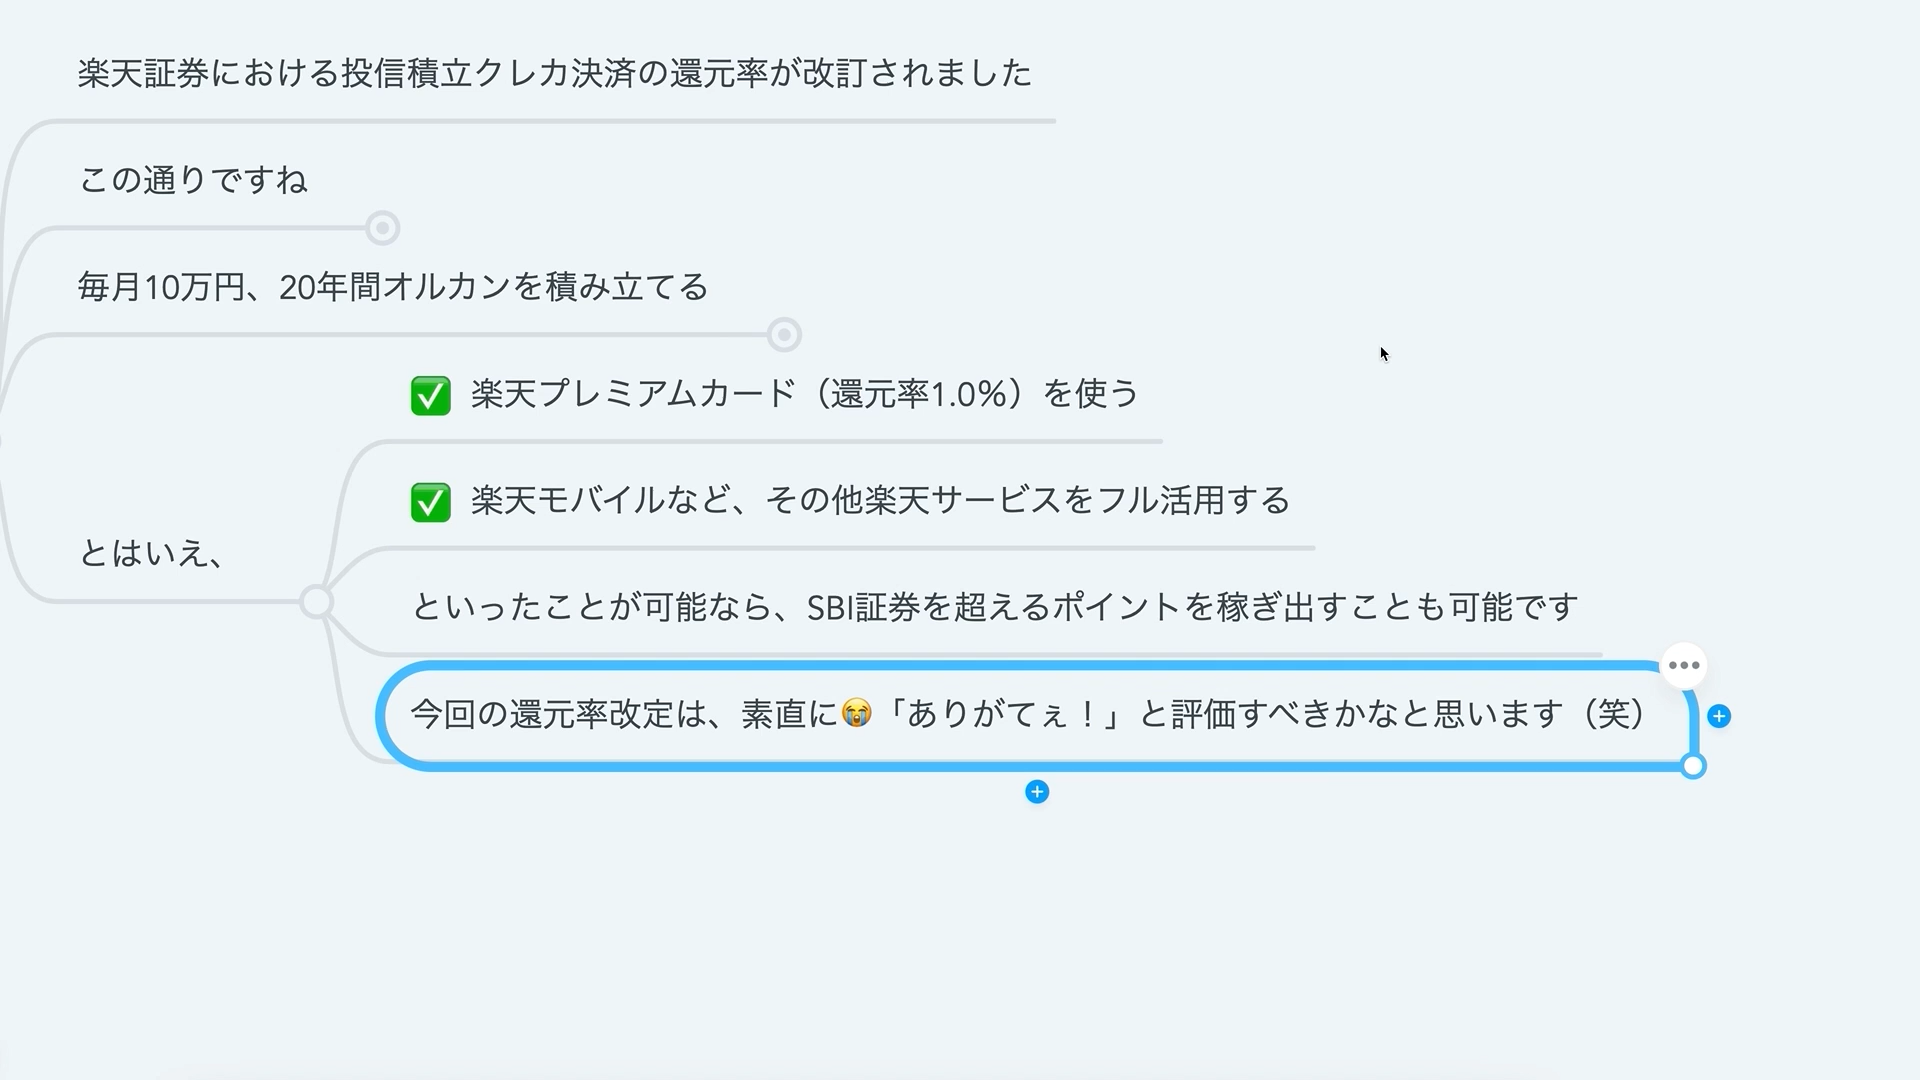 楽天証券における投信積立クレカ決済の還元率が改訂されました
この通りですね
毎月10万円、20年間オルカンを積み立てる
とはいえ、
✅ 楽天プレミアムカード（還元率1.0%）を使う
✅ 楽天モバイルなど、その他楽天サービスをフル活用する
といったことが可能なら、SBI証券を超えるポイントを稼ぎ出すことも可能です
今回の還元率改定は、素直に😭「ありがてぇ！」と評価すべきかなと思います（笑）